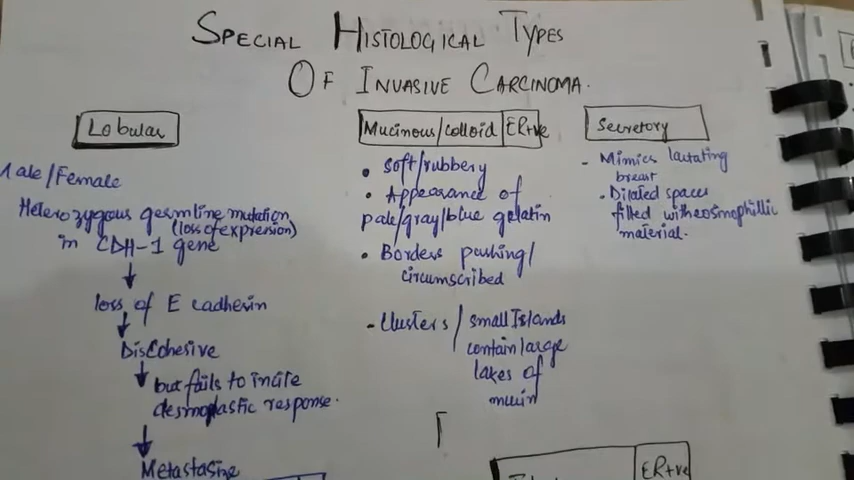 SPECIAL HISTOLOGICAL TYPES
OF INVASIVE CARCINOMA.
Lobular
Male/Female
Heterozygous germline mutation
(loss of expression)
in CDH-1 gene
loss of E cadherin
Discohesive
but fails to incite
desmoplastic response.
Metastasize
Mucinous/colloid ER+ve
• Soft/rubbery
• Appearance of
pale/gray/blue gelatin
• Borders pushing/
circumscribed
• Clusters/small Islands
contain large
lakes of
mucin
ER+ve
Secretory
- Mimics lactating
breast
• Dilated spaces
filled with eosinophillic
material.